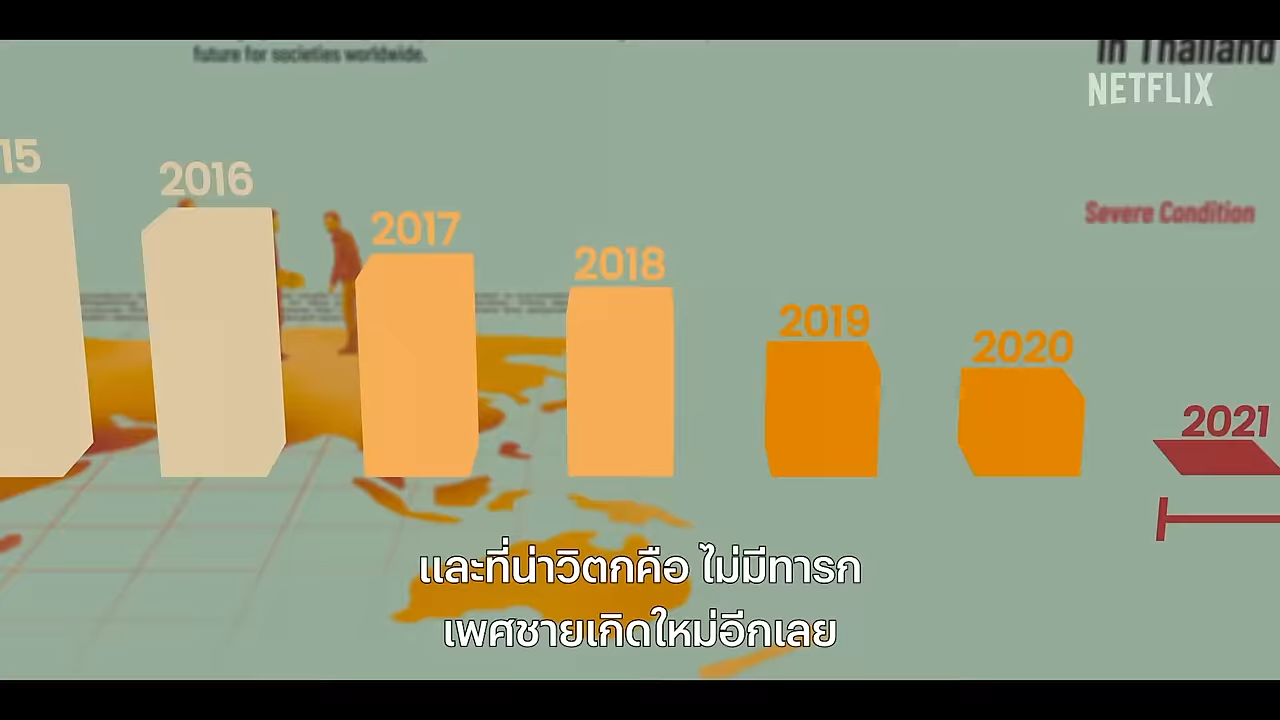 future for societies worldwide.
in Thailand
NETFLIX
15
2016
Severe Condition
2017
2018
2019
2020
2021
และที่น่าวิตกคือ ไม่มีทารก
เพศชายเกิดใหม่อีกเลย